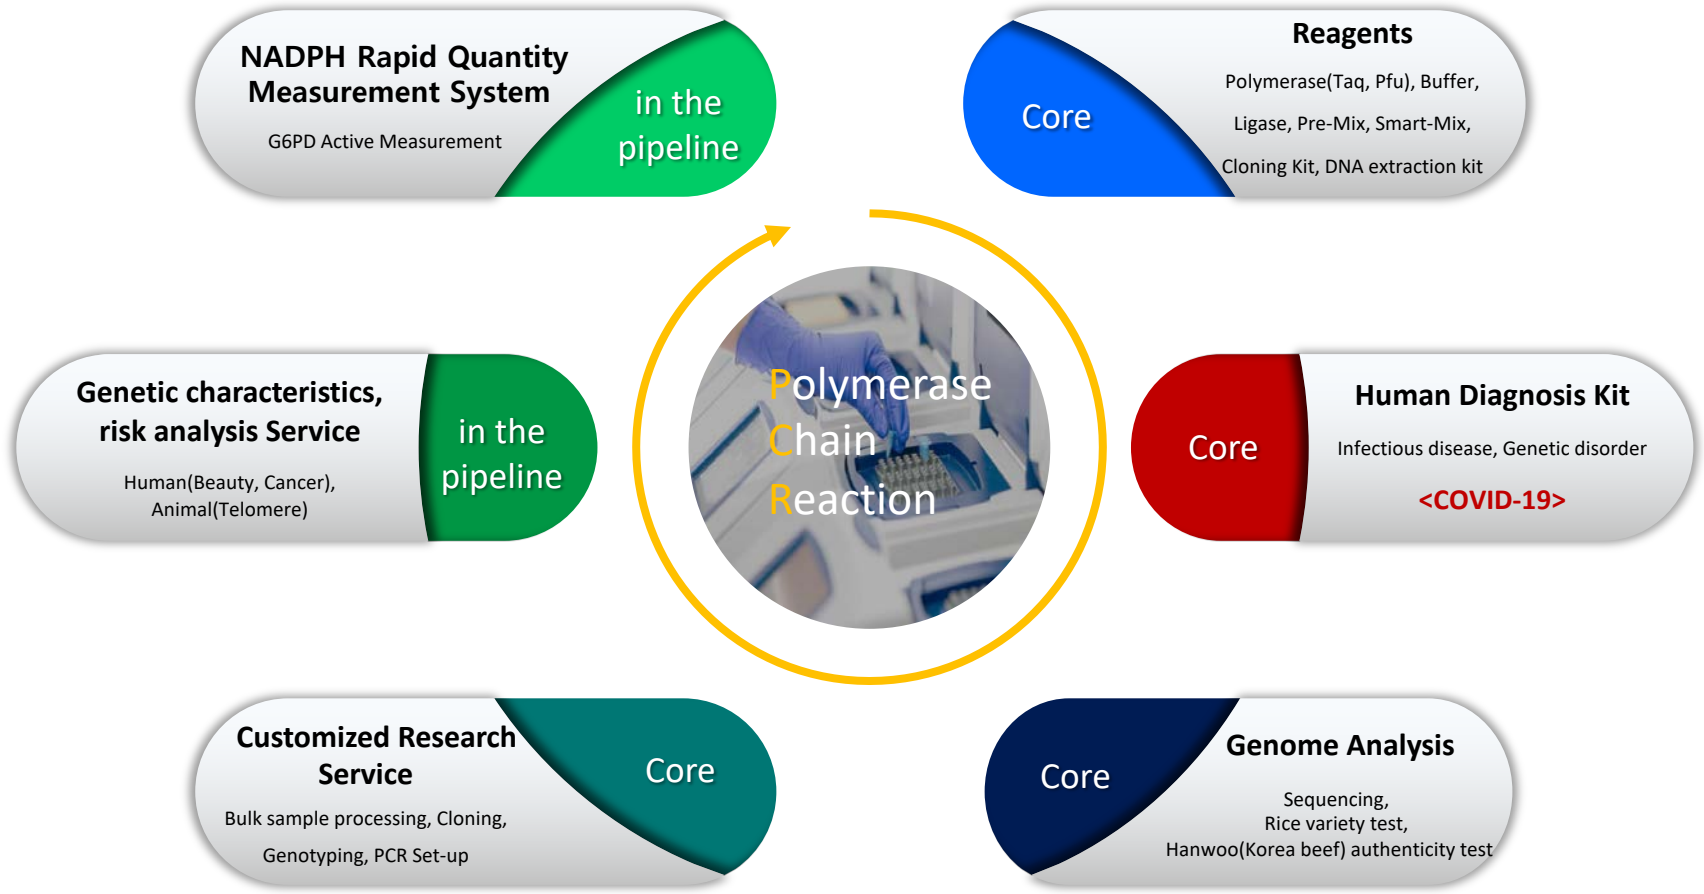 NADPH Rapid Quantity
Measurement System
G6PD Active Measurement
in the
pipeline
Core
Reagents
Polymerase(Taq, Pfu), Buffer,
Ligase, Pre-Mix, Smart-Mix,
Cloning Kit, DNA extraction kit
Genetic characteristics,
risk analysis Service
Human(Beauty, Cancer),
Animal(Telomere)
in the
pipeline
Polymerase
Chain
Reaction
Core
Human Diagnosis Kit
Infectious disease, Genetic disorder
<COVID-19>
Customized Research
Service
Bulk sample processing, Cloning,
Genotyping, PCR Set-up
Core
Core
Genome Analysis
Sequencing,
Rice variety test,
Hanwoo(Korea beef) authenticity test